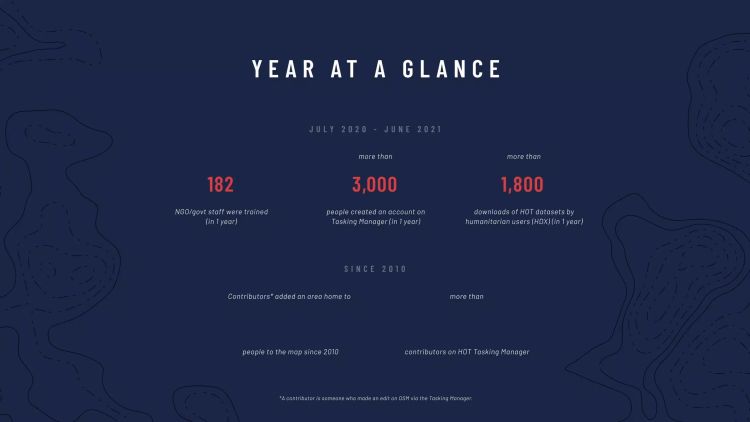 YEAR AT A GLANCE
JULY 2020 - JUNE 2021
182
NGO/govt staff were trained
(in 1 year)
more than
3,000
people created an account on
Tasking Manager (in 1 year)
more than
1,800
downloads of HOT datasets by
humanitarian users (HDX) (in 1 year)
SINCE 2010
Contributors* added an area home to
people to the map since 2010
more than
contributors on HOT Tasking Manager
*A contributor is someone who made an edit on OSM via the Tasking Manager.